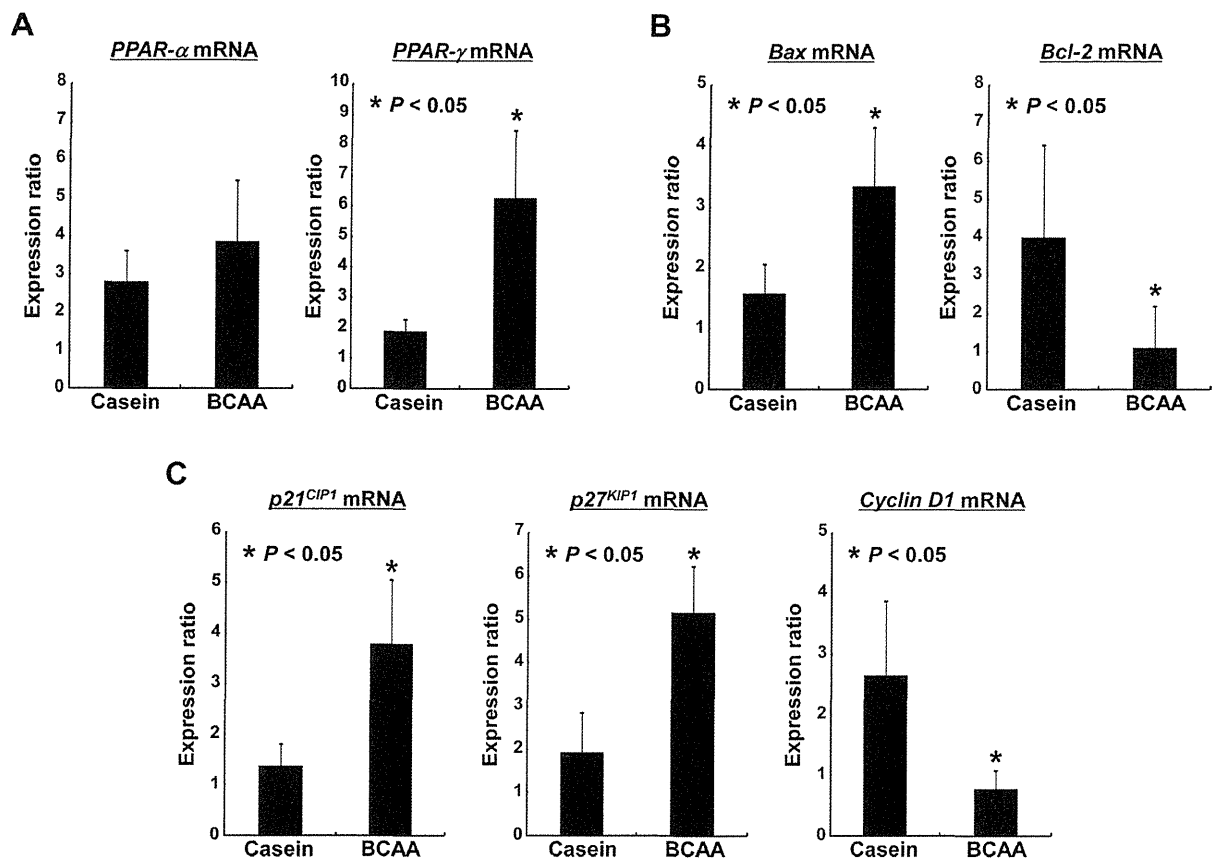 A
PPAR-α mRNA
Expression ratio
8
7
6
5
4
3
2
1
0
Casein BCAA
PPAR-γ mRNA
* P < 0.05
*
Expression ratio
10
9
8
7
6
5
4
3
2
1
0
Casein BCAA
B
Bax mRNA
* P < 0.05
*
Expression ratio
5
4
3
2
1
0
Casein BCAA
Bcl-2 mRNA
* P < 0.05
*
Expression ratio
8
7
6
5
4
3
2
1
0
Casein BCAA
C
p21CIP1 mRNA
* P < 0.05
*
Expression ratio
6
5
4
3
2
1
0
Casein BCAA
p27KIP1 mRNA
* P < 0.05
*
Expression ratio
7
6
5
4
3
2
1
0
Casein BCAA
Cyclin D1 mRNA
* P < 0.05
*
Expression ratio
5
4
3
2
1
0
Casein BCAA